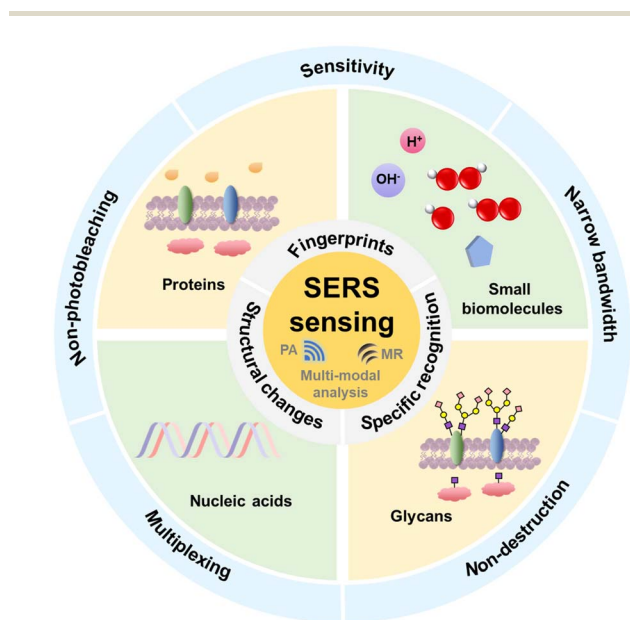 Sensitivity
Narrow bandwidth
Non-destruction
Multiplexing
Non-photobleaching
Proteins
H+
OH-
Small
biomolecules
Fingerprints
Specific recognition
Structural changes
SERS
sensing
PA
MR
Multi-modal
analysis
Nucleic acids
Glycans